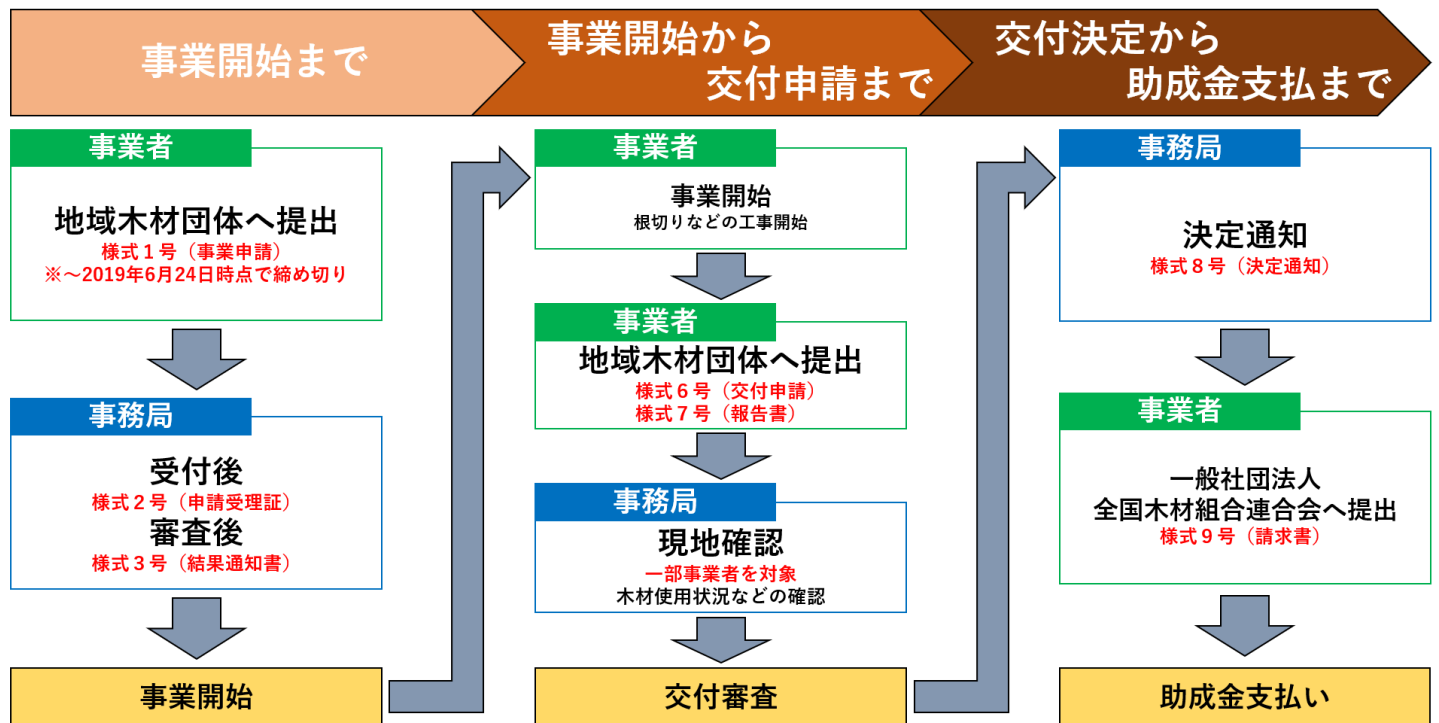 事業開始まで
事業開始から
交付申請まで
交付決定から
助成金支払まで
事業者
地域木材団体へ提出
様式１号（事業申請）
※～2019年6月24日時点で締め切り
事務局
受付後
様式２号（申請受理証）
審査後
様式３号（結果通知書）
事業開始
事業者
事業開始
根切りなどの工事開始
事業者
地域木材団体へ提出
様式６号（交付申請）
様式７号（報告書）
事務局
現地確認
一部事業者を対象
木材使用状況などの確認
交付審査
事務局
決定通知
様式８号（決定通知）
事業者
一般社団法人
全国木材組合連合会へ提出
様式９号（請求書）
助成金支払い